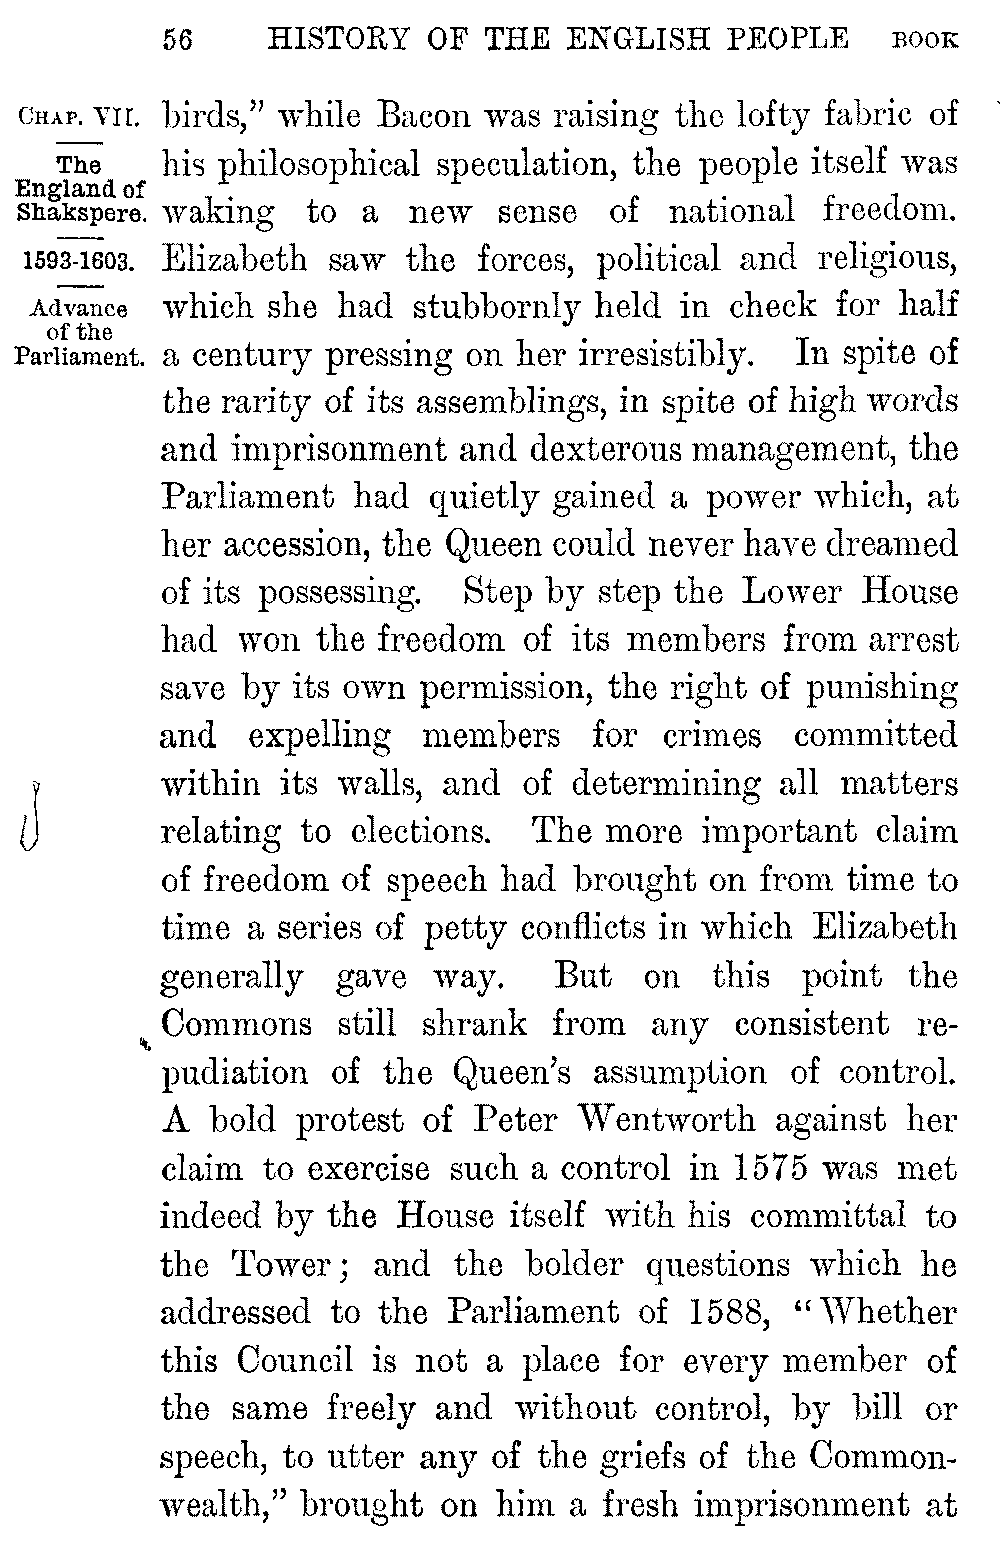 56 HISTORY OF THE ENGLISH PEOPLE BOOK
CHAP. VII.
The
England of
Shakspere.
1593-1603.
Advance
of the
Parliament.
birds,” while Bacon was raising the lofty fabric of
his philosophical speculation, the people itself was
waking to a new sense of national freedom.
Elizabeth saw the forces, political and religious,
which she had stubbornly held in check for half
a century pressing on her irresistibly. In spite of
the rarity of its assemblings, in spite of high words
and imprisonment and dexterous management, the
Parliament had quietly gained a power which, at
her accession, the Queen could never have dreamed
of its possessing. Step by step the Lower House
had won the freedom of its members from arrest
save by its own permission, the right of punishing
and expelling members for crimes committed
within its walls, and of determining all matters
relating to elections. The more important claim
of freedom of speech had brought on from time to
time a series of petty conflicts in which Elizabeth
generally gave way. But on this point the
Commons still shrank from any consistent re-
pudiation of the Queen’s assumption of control.
A bold protest of Peter Wentworth against her
claim to exercise such a control in 1575 was met
indeed by the House itself with his committal to
the Tower; and the bolder questions which he
addressed to the Parliament of 1588, “Whether
this Council is not a place for every member of
the same freely and without control, by bill or
speech, to utter any of the griefs of the Common-
wealth,” brought on him a fresh imprisonment at